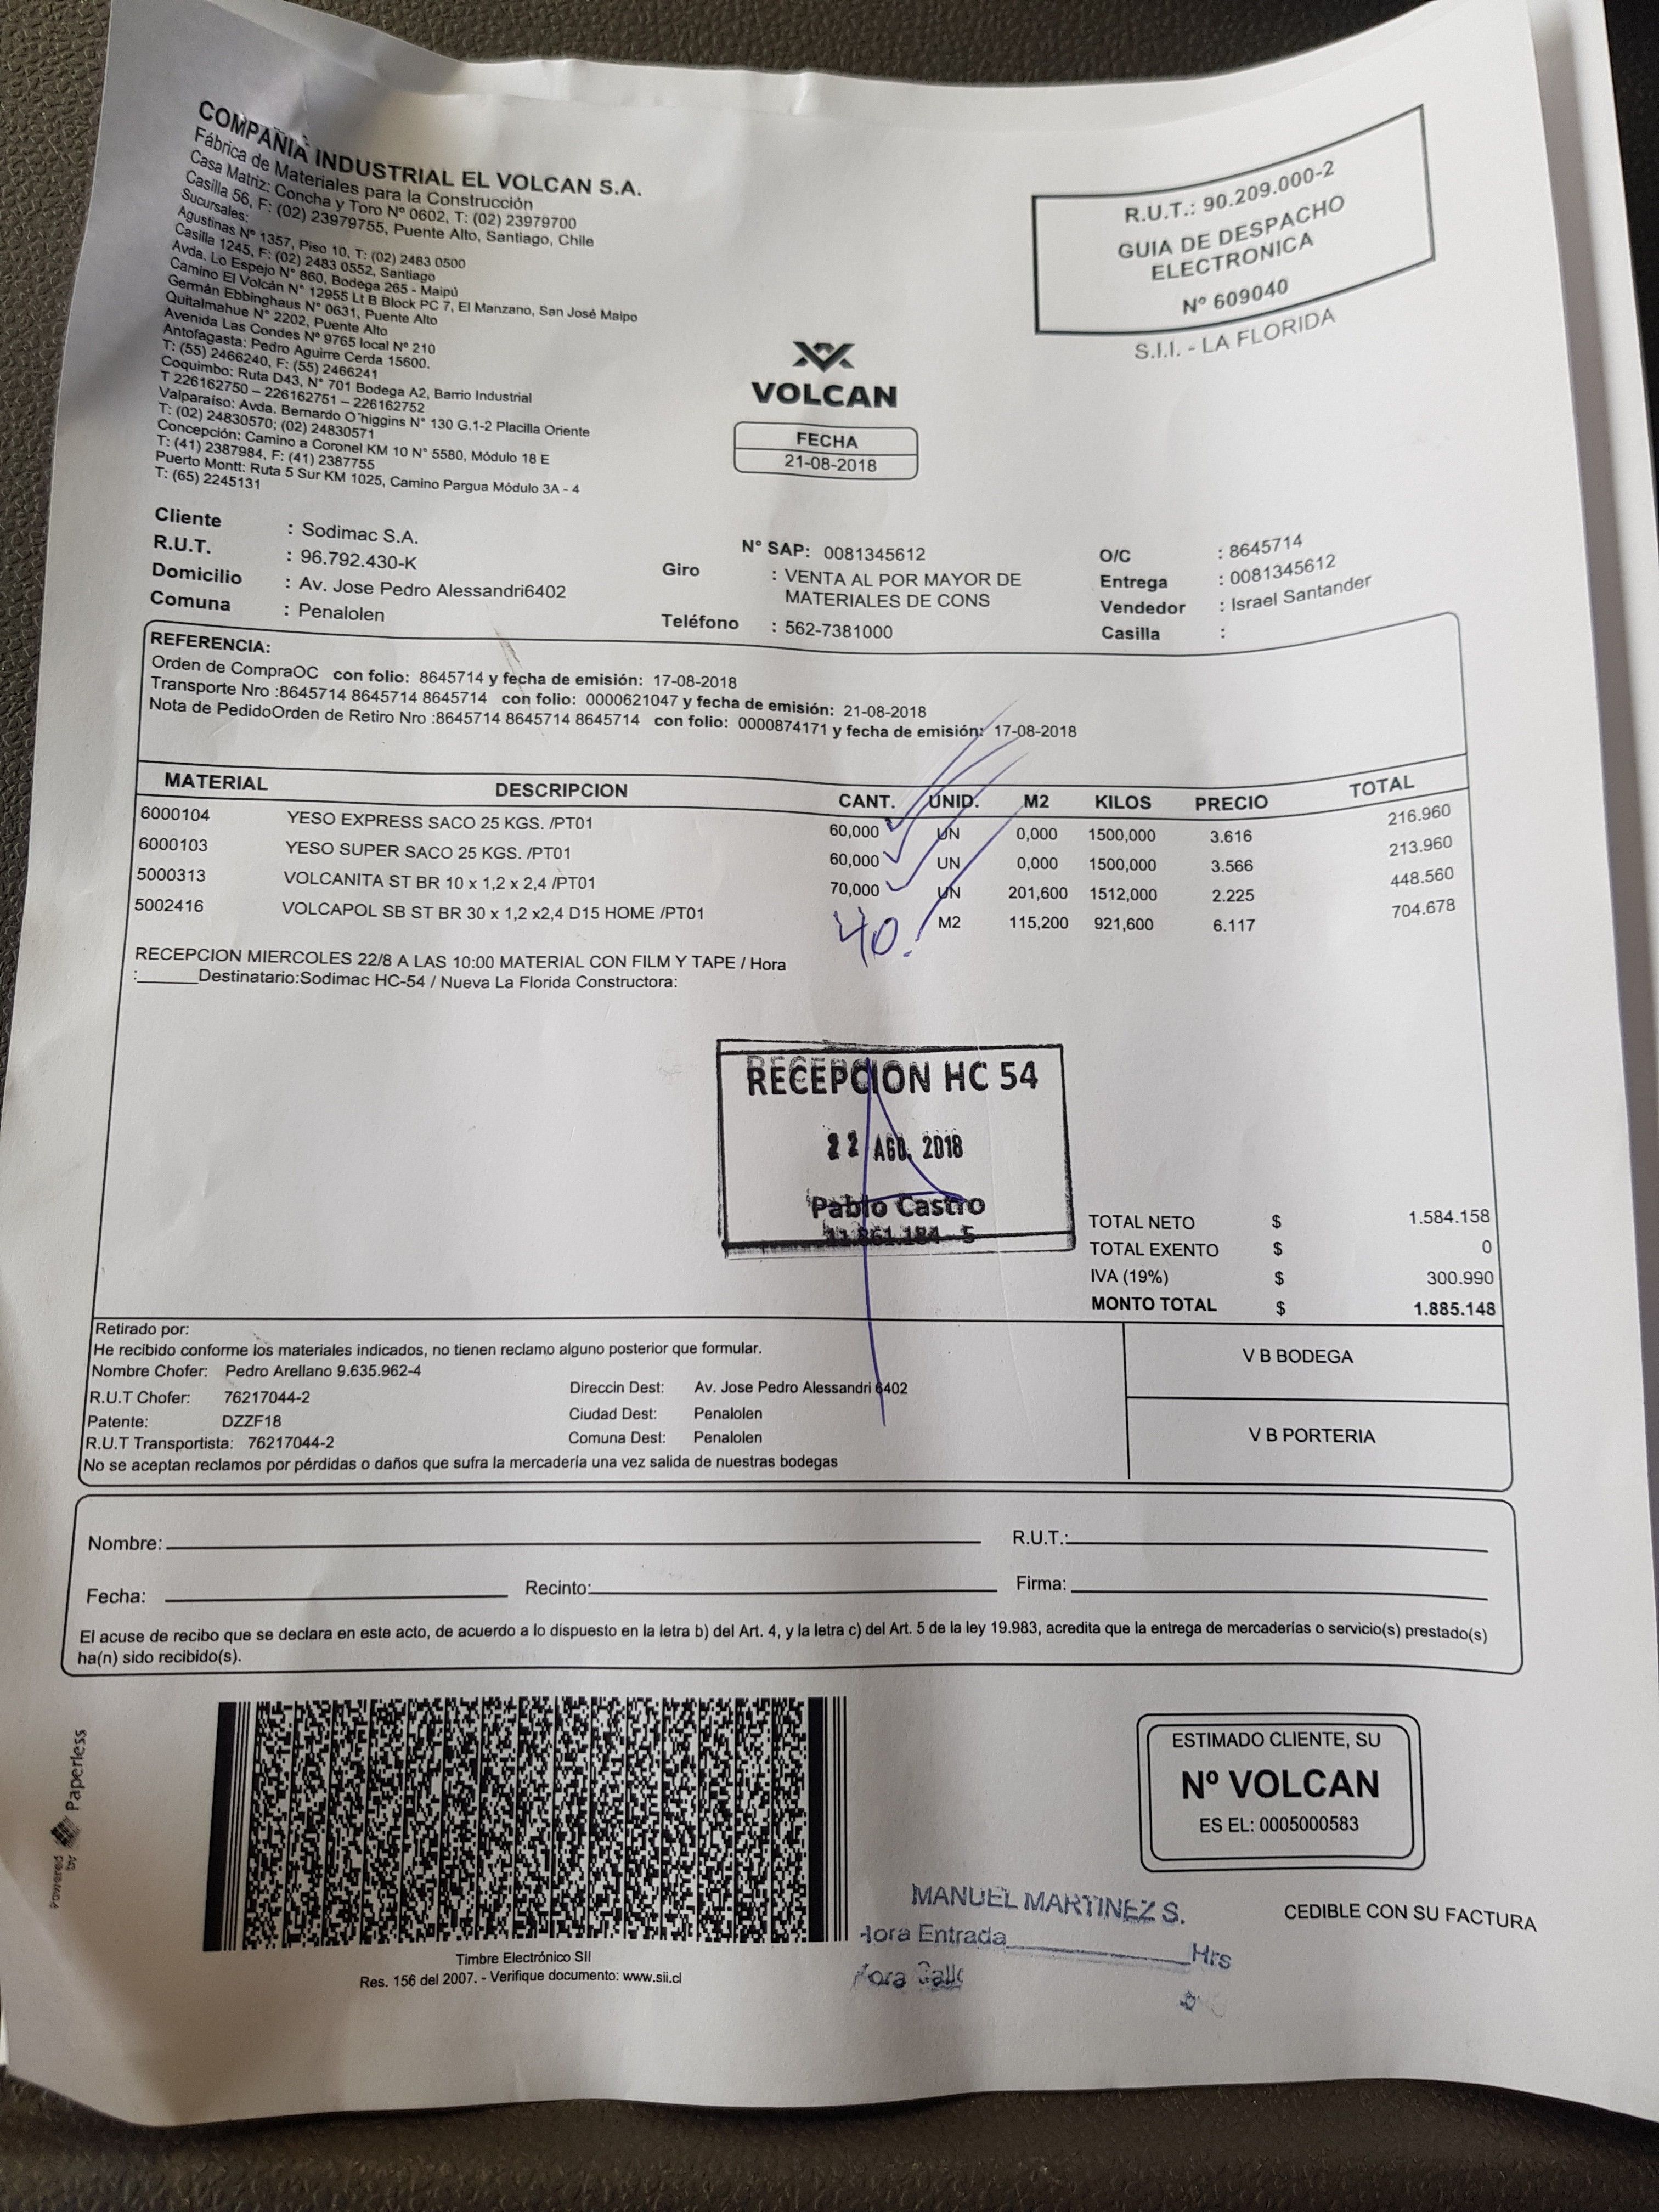 COMPAÑIA INDUSTRIAL EL VOLCAN S.A.
Fábrica de Materiales para la Construcción
Casa Matriz: Concha y Toro Nº 0602, T: (02) 23979700
Casilla 56, F: (02) 23979755, Puente Alto, Santiago, Chile
Sucursales:
Agustinas N° 1357, Piso 10, T: (02) 2483 0500
Casilla 1245, F: (02) 2483 0552, Santiago
Avda. Lo Espejo N° 860, Bodega 265 - Maipú
Camino El Volcán N° 12955 Lt B Block PC 7, El Manzano, San José Maipo
Germán Ebbinghaus N° 0631, Puente Alto
Quitalmahue N° 2202, Puente Alto
Avenida Las Condes Nº 9765 local Nº 210
Antofagasta: Pedro Aguirre Cerda 15600.
T: (55) 2466240, F: (55) 2466241
Coquimbo: Ruta D43, N° 701 Bodega A2, Barrio Industrial
T 226162750 – 226162751 – 226162752
Valparaíso: Avda. Bernardo O´higgins N° 130 G.1-2 Placilla Oriente
T: (02) 24830570; (02) 24830571
Concepción: Camino a Coronel KM 10 N° 5580, Módulo 18 E
T: (41) 2387984, F: (41) 2387755
Puerto Montt: Ruta 5 Sur KM 1025, Camino Pargua Módulo 3A - 4
T: (65) 2245131
R.U.T.: 90.209.000-2
GUIA DE DESPACHO
ELECTRONICA
Nº 609040
S.I.I. - LA FLORIDA
VOLCAN
FECHA
21-08-2018
Cliente : Sodimac S.A.
R.U.T. : 96.792.430-K
Domicilio : Av. Jose Pedro Alessandri6402
Comuna : Penalolen
N° SAP: 0081345612
Giro : VENTA AL POR MAYOR DE
MATERIALES DE CONS
Teléfono : 562-7381000
O/C : 8645714
Entrega : 0081345612
Vendedor : Israel Santander
Casilla :
REFERENCIA:
Orden de CompraOC con folio: 8645714 y fecha de emisión: 17-08-2018
Transporte Nro :8645714 8645714 8645714 con folio: 0000621047 y fecha de emisión: 21-08-2018
Nota de PedidoOrden de Retiro Nro :8645714 8645714 8645714 con folio: 0000874171 y fecha de emisión: 17-08-2018
MATERIAL DESCRIPCION CANT. UNID. M2 KILOS PRECIO TOTAL
6000104 YESO EXPRESS SACO 25 KGS. /PT01 60,000 UN 0,000 1500,000 3.616 216.960
6000103 YESO SUPER SACO 25 KGS. /PT01 60,000 UN 0,000 1500,000 3.566 213.960
5000313 VOLCANITA ST BR 10 x 1,2 x 2,4 /PT01 70,000 UN 201,600 1512,000 2.225 448.560
5002416 VOLCAPOL SB ST BR 30 x 1,2 x2,4 D15 HOME /PT01 40. M2 115,200 921,600 6.117 704.678
RECEPCION MIERCOLES 22/8 A LAS 10:00 MATERIAL CON FILM Y TAPE / Hora
:______Destinatario:Sodimac HC-54 / Nueva La Florida Constructora:
RECEPCION HC 54
22 AGO. 2018
Pablo Castro
TOTAL NETO $ 1.584.158
TOTAL EXENTO $ 0
IVA (19%) $ 300.990
MONTO TOTAL $ 1.885.148
Retirado por:
He recibido conforme los materiales indicados, no tienen reclamo alguno posterior que formular.
Nombre Chofer: Pedro Arellano 9.635.962-4
R.U.T Chofer: 76217044-2
Patente: DZZF18
R.U.T Transportista: 76217044-2
Direccin Dest: Av. Jose Pedro Alessandri 6402
Ciudad Dest: Penalolen
Comuna Dest: Penalolen
No se aceptan reclamos por pérdidas o daños que sufra la mercadería una vez salida de nuestras bodegas
V B BODEGA
V B PORTERIA
Nombre: R.U.T.:
Fecha: Recinto: Firma:
El acuse de recibo que se declara en este acto, de acuerdo a lo dispuesto en la letra b) del Art. 4, y la letra c) del Art. 5 de la ley 19.983, acredita que la entrega de mercaderías o servicio(s) prestado(s)
ha(n) sido recibido(s).
Powered by Paperless
Timbre Electrónico SII
Res. 156 del 2007. - Verifique documento: www.sii.cl
ESTIMADO CLIENTE, SU
Nº VOLCAN
ES EL: 0005000583
CEDIBLE CON SU FACTURA
MANUEL MARTINEZ S.
Hora Entrada Hrs